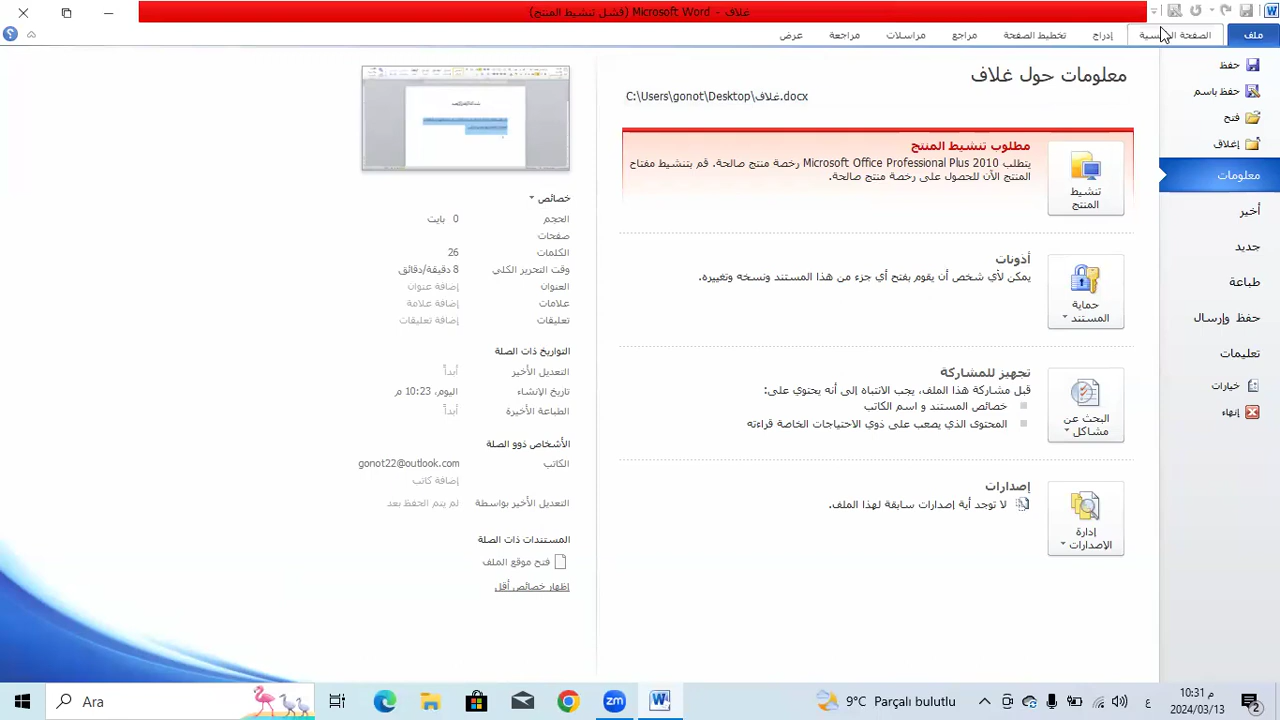 غلاف - Microsoft Word (فشل تنشيط المنتج)
ملف
إدراج
تخطيط الصفحة
مراجع
مراسلات
مراجعة
عرض
حفظ
حفظ باسم
فتح
إغلاق
معلومات
أخير
جديد
طباعة
حفظ وإرسال
تعليمات
خيارات
إنهاء
معلومات حول غلاف
C:\Users\gonot\Desktop\غلاف.docx
مطلوب تنشيط المنتج
يتطلب Microsoft Office Professional Plus 2010 رخصة منتج صالحة. قم بتنشيط مفتاح
المنتج الآن للحصول على رخصة منتج صالحة.
تنشيط
المنتج
أذونات
يمكن لأي شخص أن يقوم بفتح أي جزء من هذا المستند ونسخه وتغييره.
حماية
المستند
تجهيز للمشاركة
قبل مشاركة هذا الملف، يجب الانتباه إلى أنه يحتوي على:
خصائص المستند و اسم الكاتب
المحتوى الذي يصعب على ذوي الاحتياجات الخاصة قراءته
البحث عن
مشاكل
إصدارات
لا توجد أية إصدارات سابقة لهذا الملف.
إدارة
الإصدارات
خصائص
الحجم 0 بايت
صفحات
الكلمات 26
وقت التحرير الكلي 8 دقيقة/دقائق
العنوان إضافة عنوان
علامات إضافة علامة
تعليقات إضافة تعليقات
التواريخ ذات الصلة
التعديل الأخير أبداً
تاريخ الإنشاء اليوم، 10:23 م
الطباعة الأخيرة أبداً
الأشخاص ذوو الصلة
الكاتب gonot22@outlook.com
إضافة كاتب
التعديل الأخير بواسطة لم يتم الحفظ بعد
المستندات ذات الصلة
فتح موقع الملف
إظهار خصائص أقل
Ara
zm
9°C Parçalı bulutlu
ع
2024/03/13
2